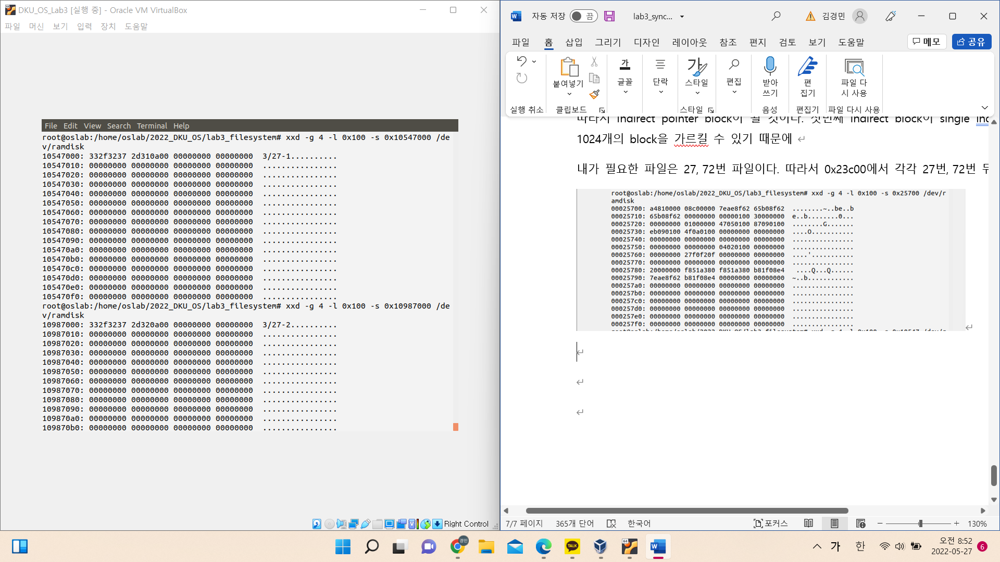 DKU_OS_Lab3 [실행 중] - Oracle VM VirtualBox
파일 머신 보기 입력 장치 도움말
File Edit View Search Terminal Help
root@oslab:/home/oslab/2022_DKU_OS/lab3_filesystem# xxd -g 4 -l 0x100 -s 0x10547000 /de
v/ramdisk
10547000: 332f3237 2d310a00 00000000 00000000 3/27-1..........
10547010: 00000000 00000000 00000000 00000000 ................
10547020: 00000000 00000000 00000000 00000000 ................
10547030: 00000000 00000000 00000000 00000000 ................
10547040: 00000000 00000000 00000000 00000000 ................
10547050: 00000000 00000000 00000000 00000000 ................
10547060: 00000000 00000000 00000000 00000000 ................
10547070: 00000000 00000000 00000000 00000000 ................
10547080: 00000000 00000000 00000000 00000000 ................
10547090: 00000000 00000000 00000000 00000000 ................
105470a0: 00000000 00000000 00000000 00000000 ................
105470b0: 00000000 00000000 00000000 00000000 ................
105470c0: 00000000 00000000 00000000 00000000 ................
105470d0: 00000000 00000000 00000000 00000000 ................
105470e0: 00000000 00000000 00000000 00000000 ................
105470f0: 00000000 00000000 00000000 00000000 ................
root@oslab:/home/oslab/2022_DKU_OS/lab3_filesystem# xxd -g 4 -l 0x100 -s 0x10987000 /de
v/ramdisk
10987000: 332f3237 2d320a00 00000000 00000000 3/27-2..........
10987010: 00000000 00000000 00000000 00000000 ................
10987020: 00000000 00000000 00000000 00000000 ................
10987030: 00000000 00000000 00000000 00000000 ................
10987040: 00000000 00000000 00000000 00000000 ................
10987050: 00000000 00000000 00000000 00000000 ................
10987060: 00000000 00000000 00000000 00000000 ................
10987070: 00000000 00000000 00000000 00000000 ................
10987080: 00000000 00000000 00000000 00000000 ................
10987090: 00000000 00000000 00000000 00000000 ................
109870a0: 00000000 00000000 00000000 00000000 ................
109870b0: 00000000 00000000 00000000 00000000 ................
Right Control
자동 저장 끔 lab3_sync... 김경민
파일 홈 삽입 그리기 디자인 레이아웃 참조 편지 검토 보기 도움말 메모 공유
붙여넣기 글꼴 단락 스타일 편집 받아쓰기 편집기 파일 다시 사용
실행 취소 클립보드 스타일 음성 편집기 파일 다시 사용
따라서 indirect pointer block이 될 것이다. 첫번째 indirect block이 single
1024개의 block을 가르킬 수 있기 때문에
내가 필요한 파일은 27, 72번 파일이다. 따라서 0x23c00에서 각각 27번, 72번
root@oslab:/home/oslab/2022_DKU_OS/lab3_filesystem# xxd -g 4 -l 0x100 -s 0x25700 /dev/r
amdisk
00025700: a4810000 08c00000 7eae8f62 65b08f62 ........~..be..b
00025710: 65b08f62 00000000 00000100 30000000 e..b........0...
00025720: 00000000 01000000 47050100 87090100 ........G.......
00025730: eb090100 4f0a0100 00000000 00000000 ....O...........
00025740: 00000000 00000000 00000000 00000000 ................
00025750: 00000000 00000000 04020100 00000000 ................
00025760: 00000000 27f0f20f 00000000 00000000 ....'...........
00025770: 00000000 00000000 00000000 00000000 ................
00025780: 20000000 f851a380 f851a380 b81f08e4  ....Q...Q......
00025790: 7eae8f62 b81f08e4 00000000 00000000 ~..b............
000257a0: 00000000 00000000 00000000 00000000 ................
000257b0: 00000000 00000000 00000000 00000000 ................
000257c0: 00000000 00000000 00000000 00000000 ................
000257d0: 00000000 00000000 00000000 00000000 ................
000257e0: 00000000 00000000 00000000 00000000 ................
000257f0: 00000000 00000000 00000000 00000000 ................
7/7 페이지 365개 단어 한국어 포커스 130%
TALK
64
가 한 오전 8:52
2022-05-27 6